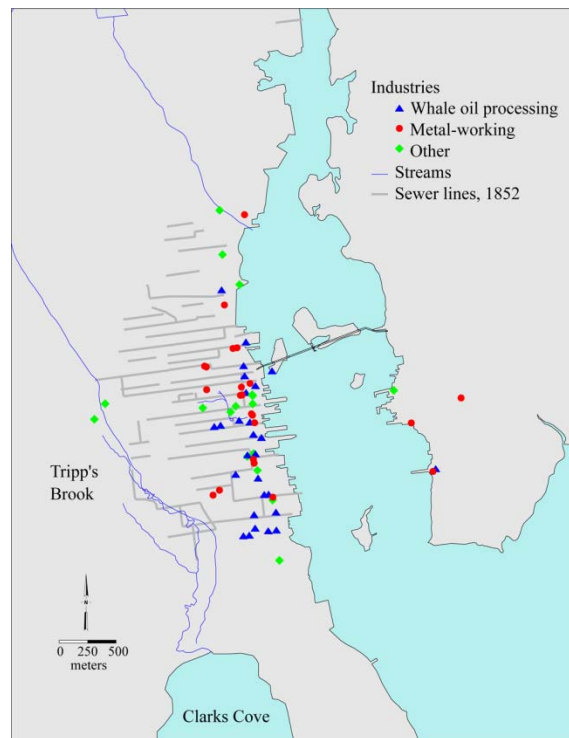 Industries
Whale oil processing
Metal-working
Other
Streams
Sewer lines, 1852
Tripp's
Brook
N
0 250 500
meters
Clarks Cove